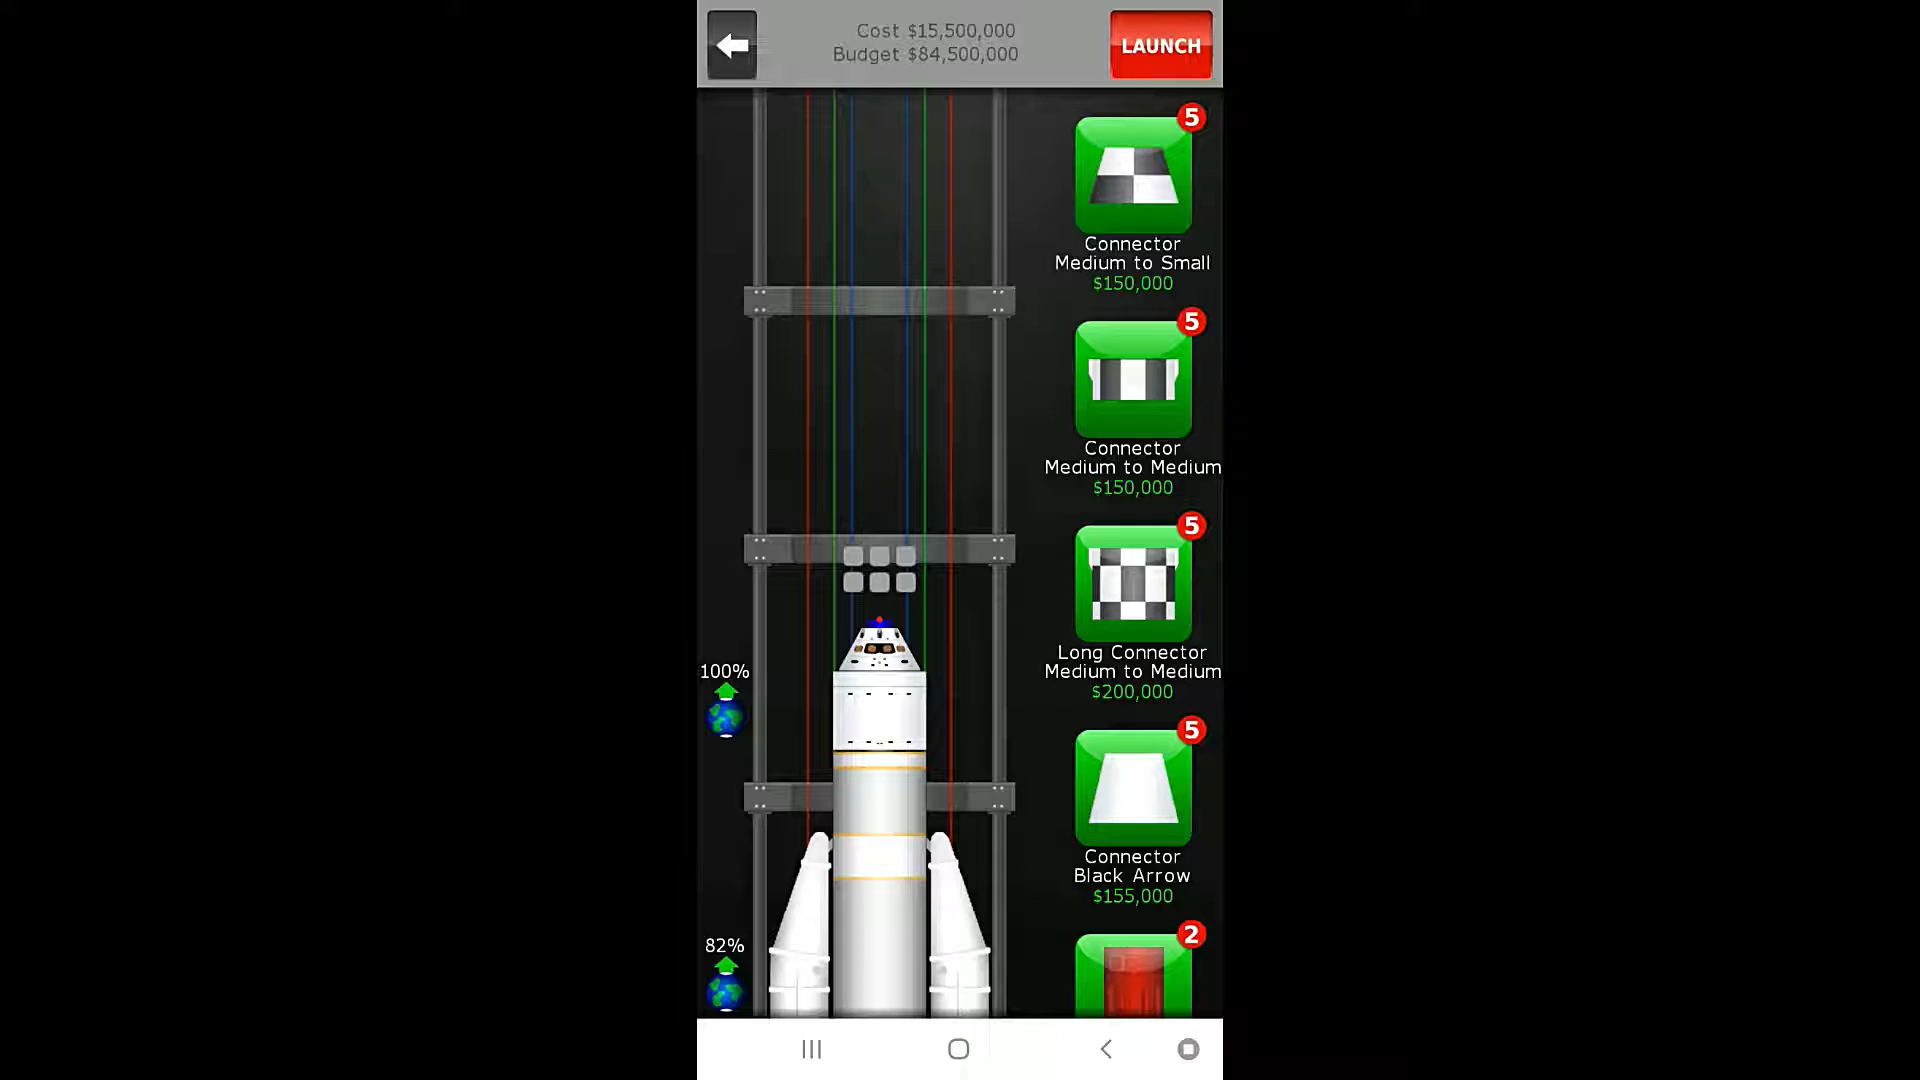 Cost $15,500,000
Budget $84,500,000
LAUNCH
5
Connector
Medium to Small
$150,000
5
Connector
Medium to Medium
$150,000
5
Long Connector
Medium to Medium
$200,000
100%
5
Connector
Black Arrow
$155,000
82%
2